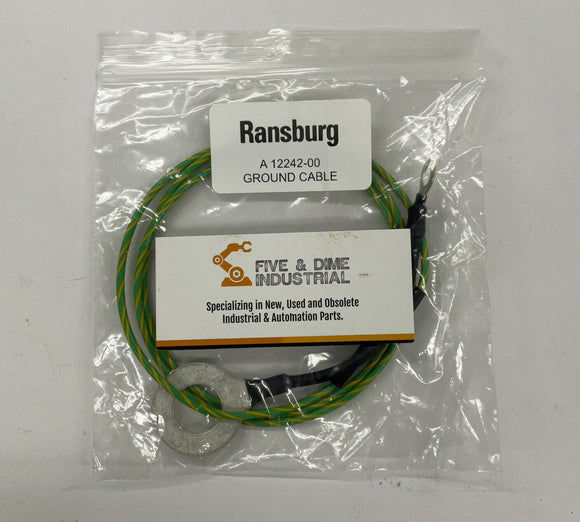 Ransburg
A 12242-00
GROUND CABLE
FIVE & DIME
INDUSTRIAL
Specializing in New, Used and Obsolete
Industrial & Automation Parts.